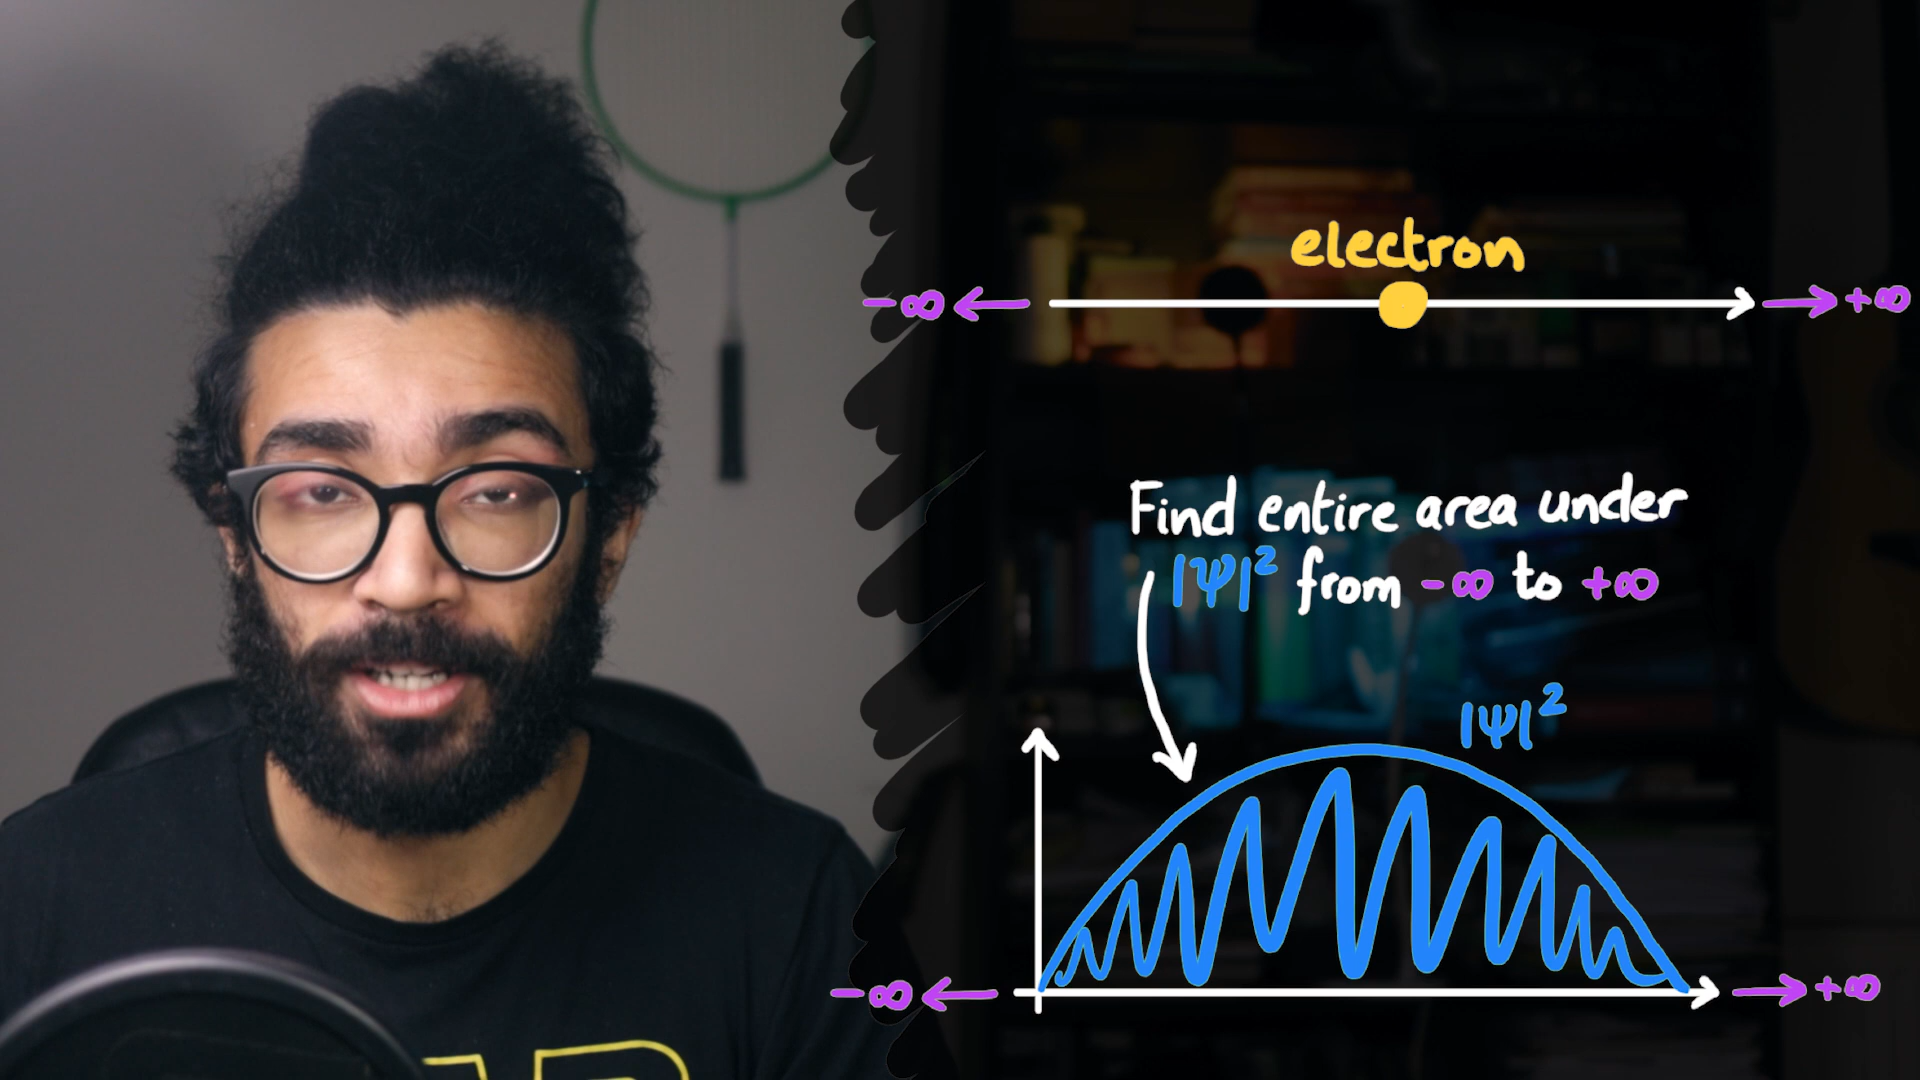 electron
-∞ +∞
Find entire area under
|Ψ|² from -∞ to +∞
|Ψ|²
-∞ +∞